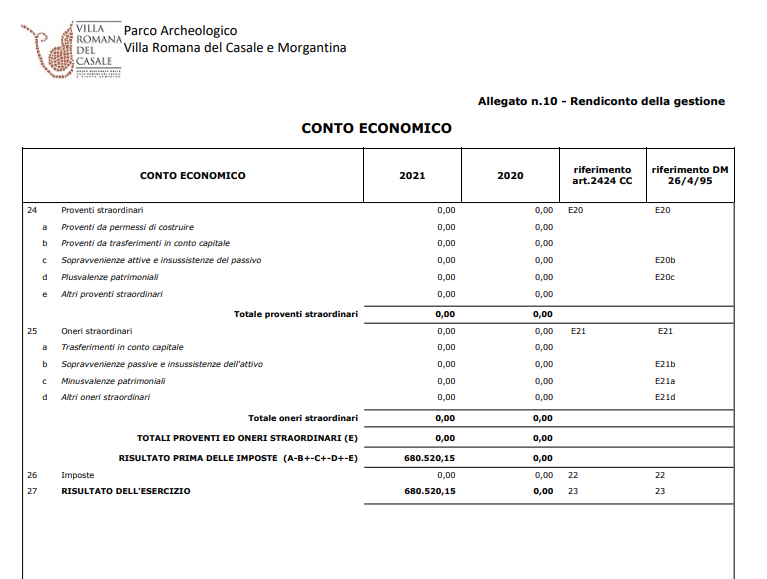 VILLA
ROMANA
DEL
CASALE
Parco Archeologico
Villa Romana del Casale e Morgantina
Allegato n.10 - Rendiconto della gestione
CONTO ECONOMICO
CONTO ECONOMICO 2021 2020 riferimento art.2424 CC riferimento DM 26/4/95
24 Proventi straordinari 0,00 0,00 E20 E20
a Proventi da permessi di costruire 0,00 0,00
b Proventi da trasferimenti in conto capitale 0,00 0,00
c Sopravvenienze attive e insussistenze del passivo 0,00 0,00 E20b
d Plusvalenze patrimoniali 0,00 0,00 E20c
e Altri proventi straordinari 0,00 0,00
Totale proventi straordinari 0,00 0,00
25 Oneri straordinari 0,00 0,00 E21 E21
a Trasferimenti in conto capitale 0,00 0,00
b Sopravvenienze passive e insussistenze dell'attivo 0,00 0,00 E21b
c Minusvalenze patrimoniali 0,00 0,00 E21a
d Altri oneri straordinari 0,00 0,00 E21d
Totale oneri straordinari 0,00 0,00
TOTALI PROVENTI ED ONERI STRAORDINARI (E) 0,00 0,00
RISULTATO PRIMA DELLE IMPOSTE (A-B+-C+-D+-E) 680.520,15 0,00
26 Imposte 0,00 0,00 22 22
27 RISULTATO DELL'ESERCIZIO 680.520,15 0,00 23 23